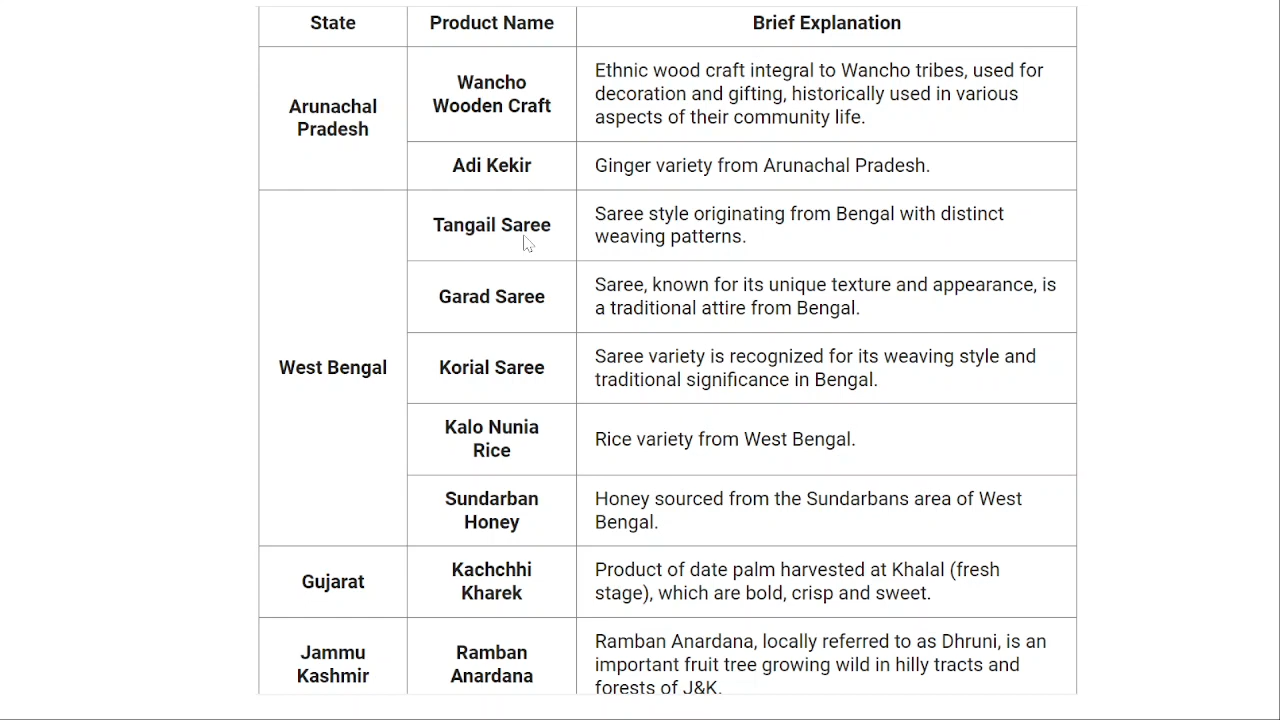 State
Product Name
Brief Explanation
Arunachal
Pradesh
Wancho
Wooden Craft
Ethnic wood craft integral to Wancho tribes, used for
decoration and gifting, historically used in various
aspects of their community life.
Adi Kekir
Ginger variety from Arunachal Pradesh.
West Bengal
Tangail Saree
Saree style originating from Bengal with distinct
weaving patterns.
Garad Saree
Saree, known for its unique texture and appearance, is
a traditional attire from Bengal.
Korial Saree
Saree variety is recognized for its weaving style and
traditional significance in Bengal.
Kalo Nunia
Rice
Rice variety from West Bengal.
Sundarban
Honey
Honey sourced from the Sundarbans area of West
Bengal.
Gujarat
Kachchhi
Kharek
Product of date palm harvested at Khalal (fresh
stage), which are bold, crisp and sweet.
Jammu
Kashmir
Ramban
Anardana
Ramban Anardana, locally referred to as Dhruni, is an
important fruit tree growing wild in hilly tracts and
forests of J&K.